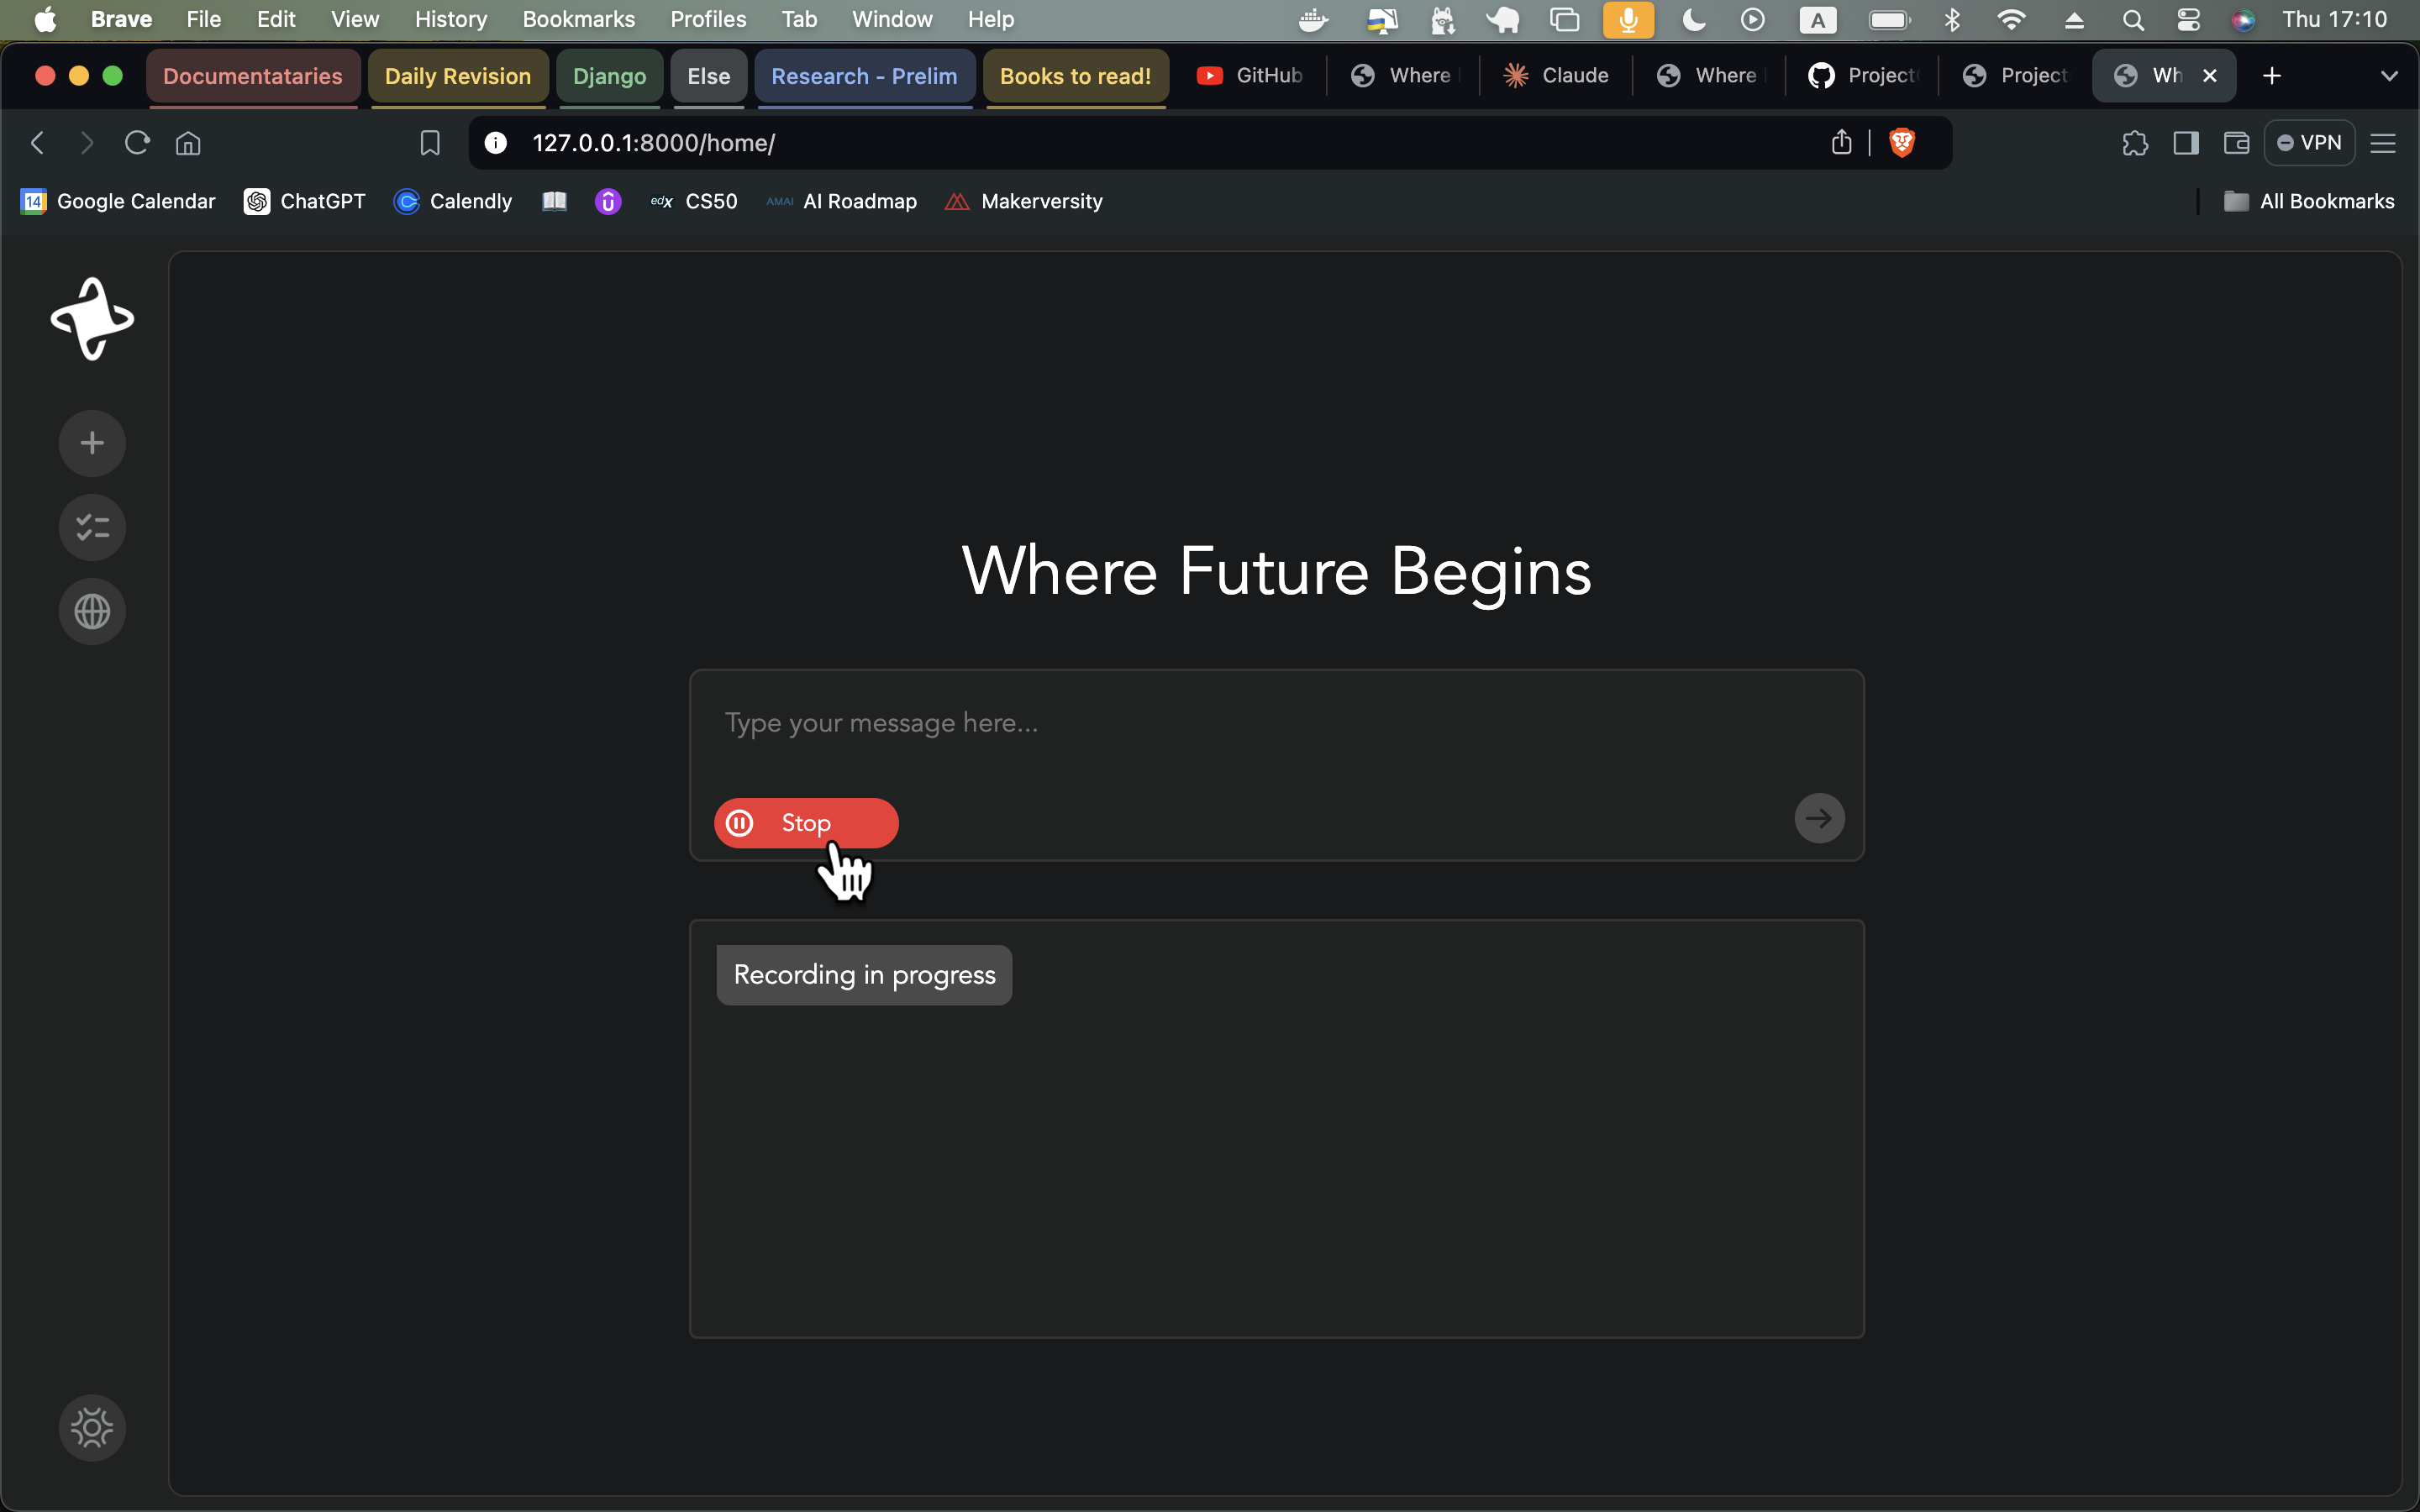 Brave File Edit View History Bookmarks Profiles Tab Window Help A Thu 17:10
Documentataries Daily Revision Django Else Research - Prelim Books to read! GitHub Where Claude Where Project Project Wh
127.0.0.1:8000/home/ VPN
14 Google Calendar ChatGPT Calendly edx CS50 AMAI AI Roadmap Makerversity All Bookmarks
Where Future Begins
Type your message here...
Stop
Recording in progress